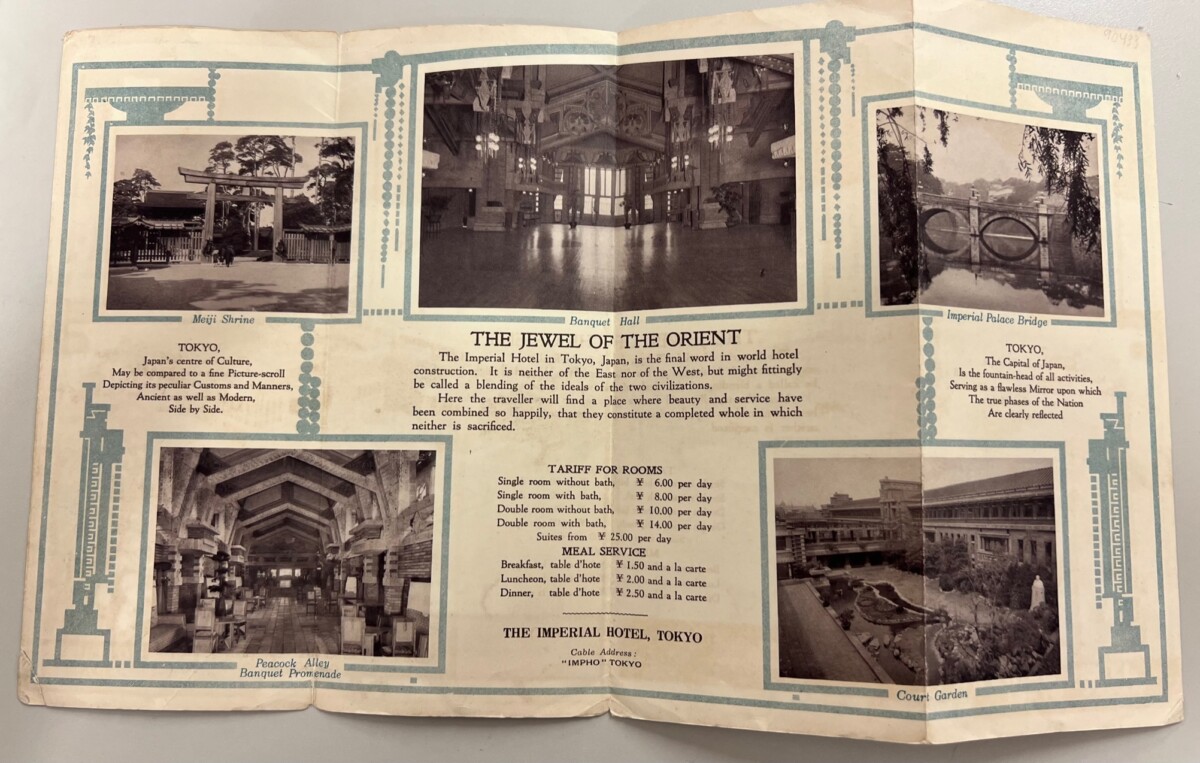 Meiji Shrine
Banquet Hall
Imperial Palace Bridge
TOKYO,
Japan's centre of Culture,
May be compared to a fine Picture-scroll
Depicting its peculiar Customs and Manners,
Ancient as well as Modern,
Side by Side.
THE JEWEL OF THE ORIENT
The Imperial Hotel in Tokyo, Japan, is the final word in world hotel
construction. It is neither of the East nor of the West, but might fittingly
be called a blending of the ideals of the two civilizations.
Here the traveller will find a place where beauty and service have
been combined so happily, that they constitute a completed whole in which
neither is sacrificed.
TOKYO,
The Capital of Japan,
Is the fountain-head of all activities,
Serving as a flawless Mirror upon which
The true phases of the Nation
Are clearly reflected
TARIFF FOR ROOMS
Single room without bath, ¥ 6.00 per day
Single room with bath, ¥ 8.00 per day
Double room without bath, ¥ 10.00 per day
Double room with bath, ¥ 14.00 per day
Suites from ¥ 25.00 per day
MEAL SERVICE
Breakfast, table d'hote ¥ 1.50 and a la carte
Luncheon, table d'hote ¥ 2.00 and a la carte
Dinner, table d'hote ¥ 2.50 and a la carte
THE IMPERIAL HOTEL, TOKYO
Cable Address:
"IMPHO" TOKYO
Peacock Alley
Banquet Promenade
Court Garden